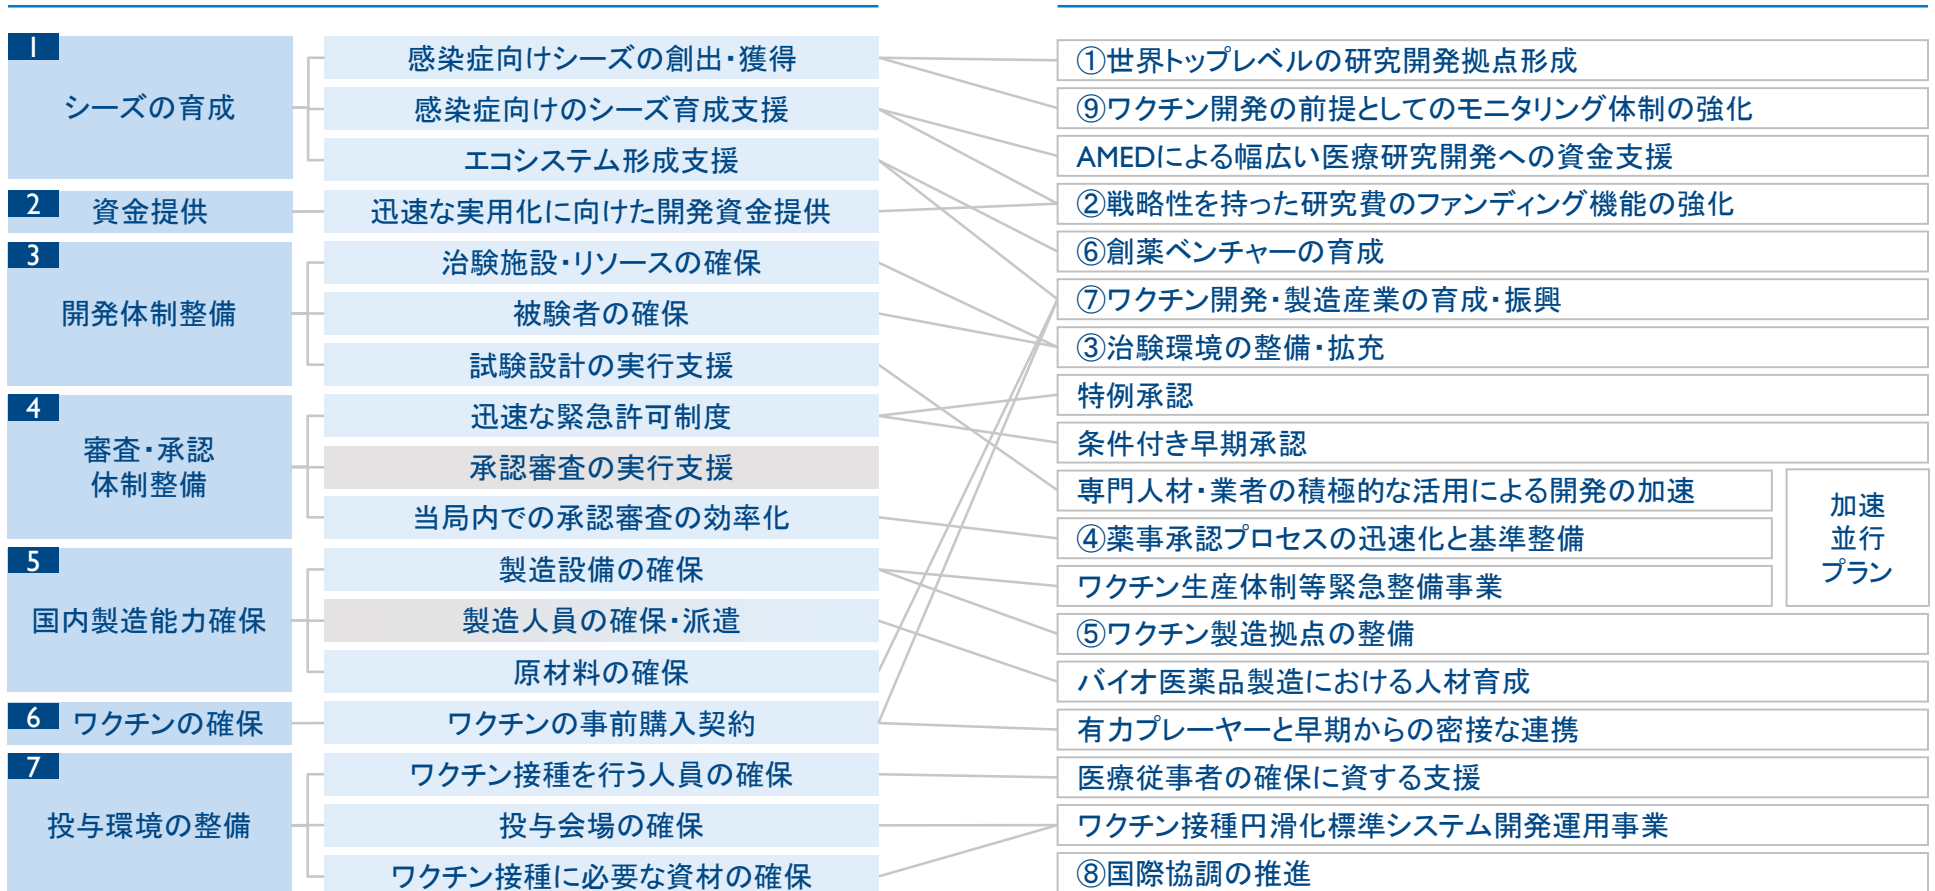 1
シーズの育成
感染症向けシーズの創出・獲得
感染症向けのシーズ育成支援
エコシステム形成支援
2
資金提供
迅速な実用化に向けた開発資金提供
3
開発体制整備
治験施設・リソースの確保
被験者の確保
試験設計の実行支援
4
審査・承認
体制整備
迅速な緊急許可制度
承認審査の実行支援
当局内での承認審査の効率化
5
国内製造能力確保
製造設備の確保
製造人員の確保・派遣
原材料の確保
6
ワクチンの確保
ワクチンの事前購入契約
7
投与環境の整備
ワクチン接種を行う人員の確保
投与会場の確保
ワクチン接種に必要な資材の確保
①世界トップレベルの研究開発拠点形成
⑨ワクチン開発の前提としてのモニタリング体制の強化
AMEDによる幅広い医療研究開発への資金支援
②戦略性を持った研究費のファンディング機能の強化
⑥創薬ベンチャーの育成
⑦ワクチン開発・製造産業の育成・振興
③治験環境の整備・拡充
特例承認
条件付き早期承認
専門人材・業者の積極的な活用による開発の加速
④薬事承認プロセスの迅速化と基準整備
ワクチン生産体制等緊急整備事業
加速
並行
プラン
⑤ワクチン製造拠点の整備
バイオ医薬品製造における人材育成
有力プレーヤーと早期からの密接な連携
医療従事者の確保に資する支援
ワクチン接種円滑化標準システム開発運用事業
⑧国際協調の推進